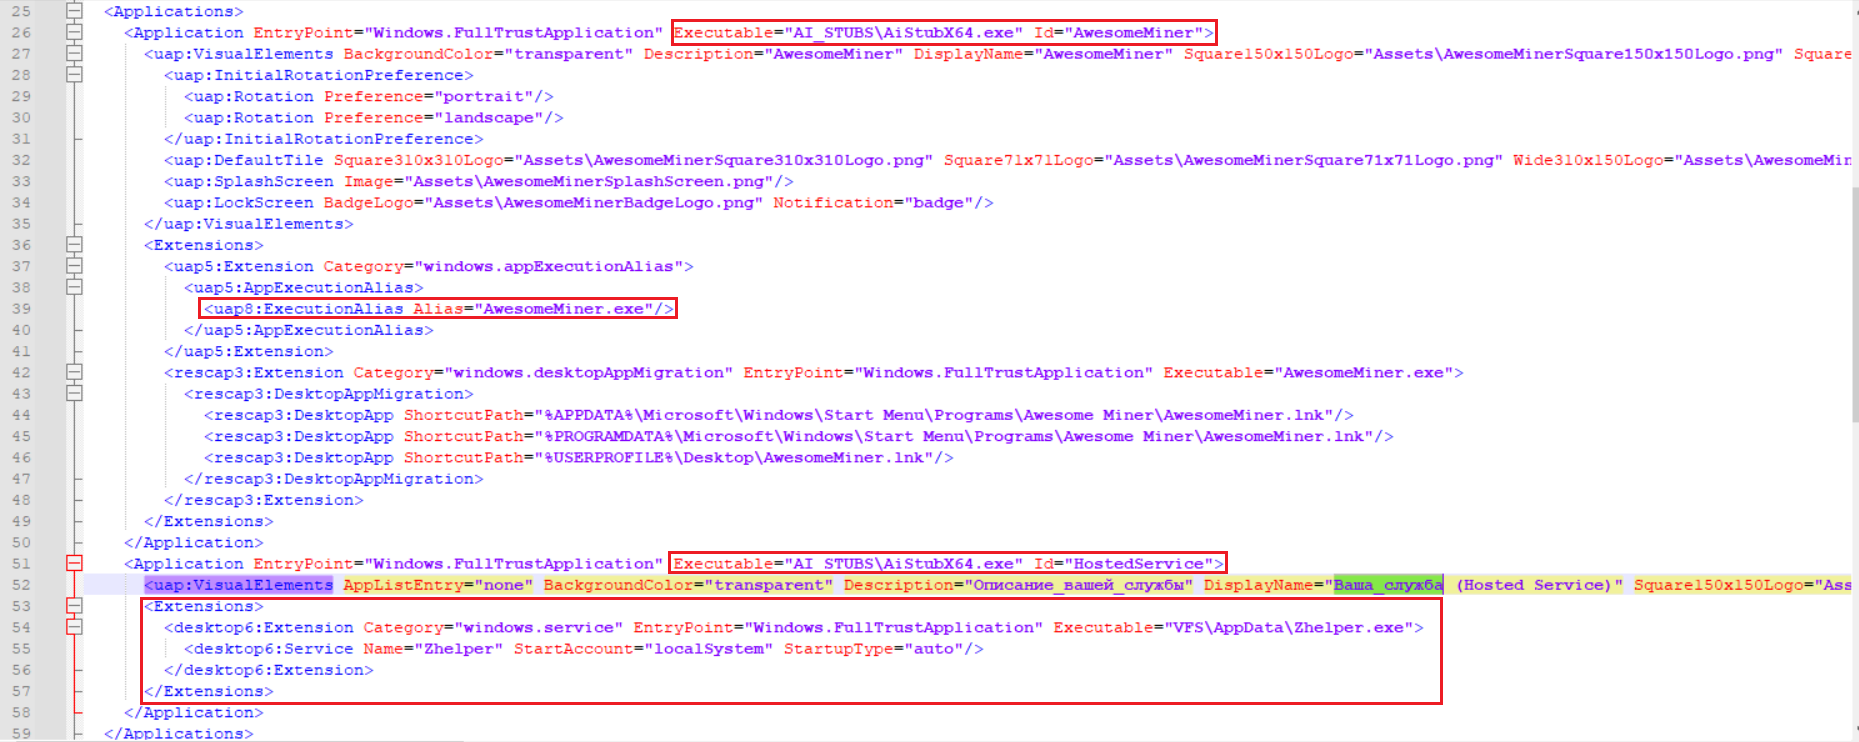 25 <Applications>
26 <Application EntryPoint="Windows.FullTrustApplication" Executable="AI_STUBS\AiStubX64.exe" Id="AwesomeMiner">
27 <uap:VisualElements BackgroundColor="transparent" Description="AwesomeMiner" DisplayName="AwesomeMiner" Square150x150Logo="Assets\AwesomeMinerSquare150x150Logo.png" Square
28 <uap:InitialRotationPreference>
29 <uap:Rotation Preference="portrait"/>
30 <uap:Rotation Preference="landscape"/>
31 </uap:InitialRotationPreference>
32 <uap:DefaultTile Square310x310Logo="Assets\AwesomeMinerSquare310x310Logo.png" Square71x71Logo="Assets\AwesomeMinerSquare71x71Logo.png" Wide310x150Logo="Assets\AwesomeMin
33 <uap:SplashScreen Image="Assets\AwesomeMinerSplashScreen.png"/>
34 <uap:LockScreen BadgeLogo="Assets\AwesomeMinerBadgeLogo.png" Notification="badge"/>
35 </uap:VisualElements>
36 <Extensions>
37 <uap5:Extension Category="windows.appExecutionAlias">
38 <uap5:AppExecutionAlias>
39 <uap8:ExecutionAlias Alias="AwesomeMiner.exe"/>
40 </uap5:AppExecutionAlias>
41 </uap5:Extension>
42 <rescap3:Extension Category="windows.desktopAppMigration" EntryPoint="Windows.FullTrustApplication" Executable="AwesomeMiner.exe">
43 <rescap3:DesktopAppMigration>
44 <rescap3:DesktopApp ShortcutPath="%APPDATA%\Microsoft\Windows\Start Menu\Programs\Awesome Miner\AwesomeMiner.lnk"/>
45 <rescap3:DesktopApp ShortcutPath="%PROGRAMDATA%\Microsoft\Windows\Start Menu\Programs\Awesome Miner\AwesomeMiner.lnk"/>
46 <rescap3:DesktopApp ShortcutPath="%USERPROFILE%\Desktop\AwesomeMiner.lnk"/>
47 </rescap3:DesktopAppMigration>
48 </rescap3:Extension>
49 </Extensions>
50 </Application>
51 <Application EntryPoint="Windows.FullTrustApplication" Executable="AI_STUBS\AiStubX64.exe" Id="HostedService">
52 <uap:VisualElements AppListEntry="none" BackgroundColor="transparent" Description="Описание_вашей_службы" DisplayName="Ваша_служба (Hosted Service)" Square150x150Logo="Ass
53 <Extensions>
54 <desktop6:Extension Category="windows.service" EntryPoint="Windows.FullTrustApplication" Executable="VFS\AppData\Zhelper.exe">
55 <desktop6:Service Name="Zhelper" StartAccount="localSystem" StartupType="auto"/>
56 </desktop6:Extension>
57 </Extensions>
58 </Application>
59 </Applications>